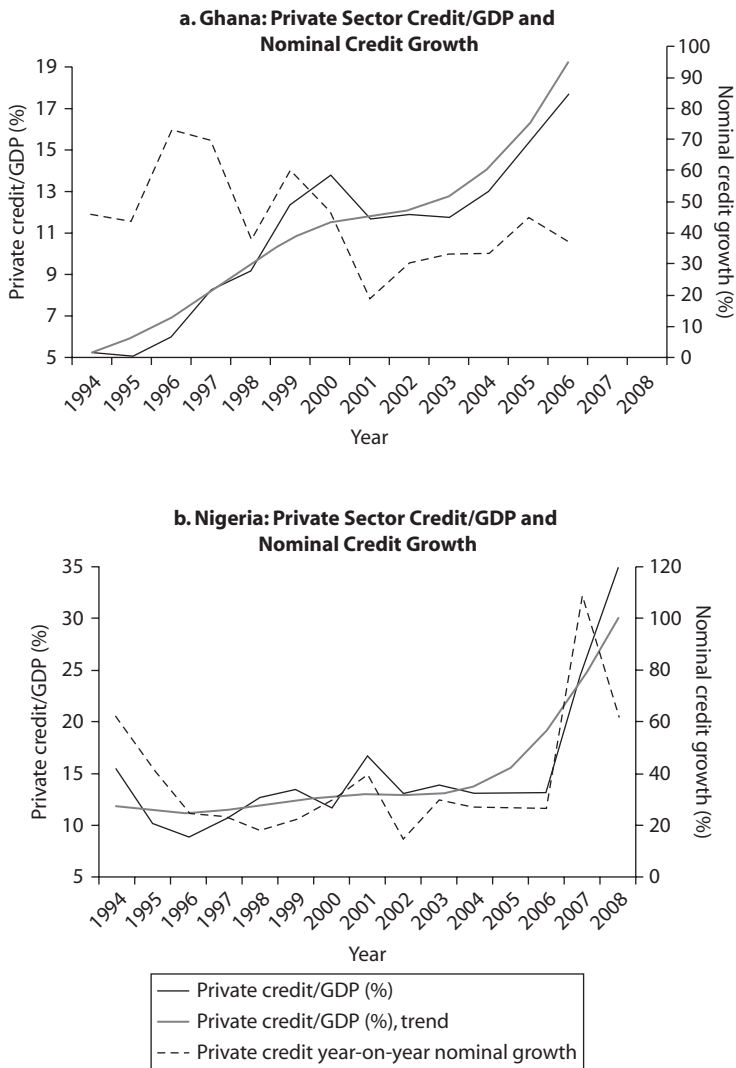 a. Ghana: Private Sector Credit/GDP and
Nominal Credit Growth
Private credit/GDP (%)
19
17
15
13
11
9
7
5
100
90
80
70
60
50
40
30
20
10
0
Nominal credit growth (%)
1994 1995 1996 1997 1998 1999 2000 2001 2002 2003 2004 2005 2006 2007 2008
Year
b. Nigeria: Private Sector Credit/GDP and
Nominal Credit Growth
Private credit/GDP (%)
35
30
25
20
15
10
5
120
100
80
60
40
20
0
Nominal credit growth (%)
1994 1995 1996 1997 1998 1999 2000 2001 2002 2003 2004 2005 2006 2007 2008
Year
Private credit/GDP (%)
Private credit/GDP (%), trend
Private credit year-on-year nominal growth